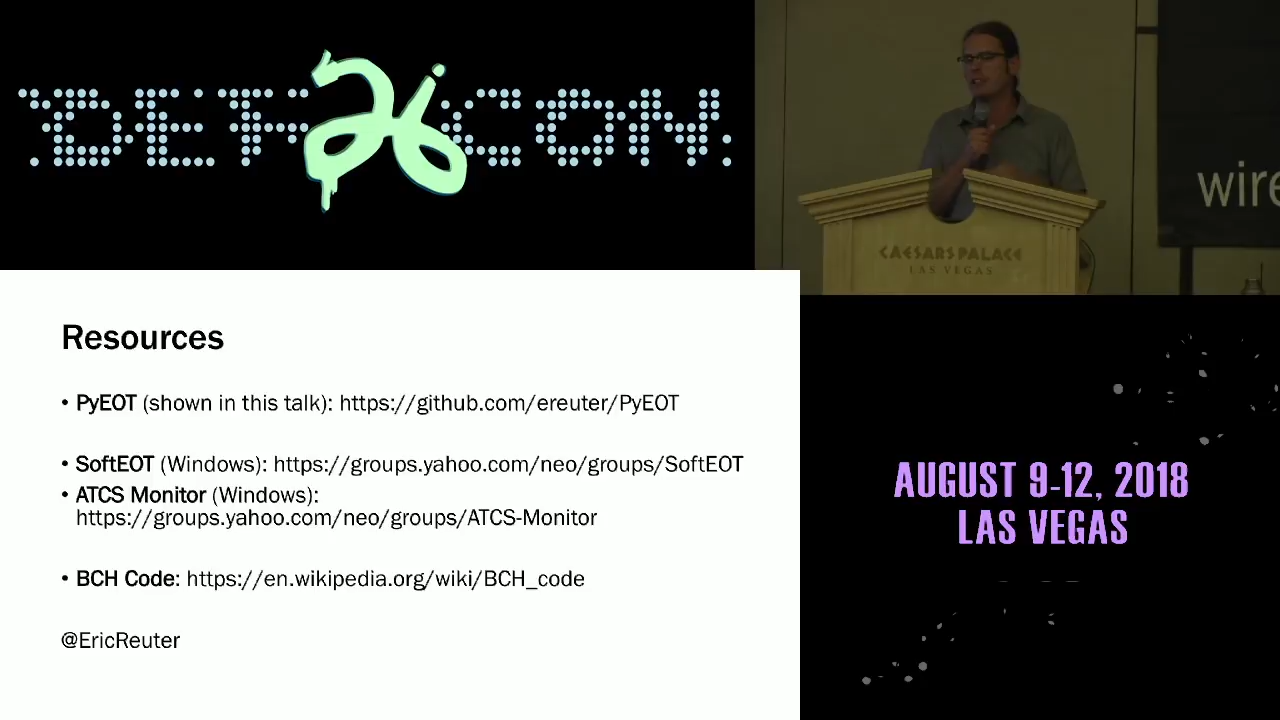 DEF CON
26
wire
CAESARS PALACE
LAS VEGAS
Resources
• PyEOT (shown in this talk): https://github.com/ereuter/PyEOT
• SoftEOT (Windows): https://groups.yahoo.com/neo/groups/SoftEOT
• ATCS Monitor (Windows):
https://groups.yahoo.com/neo/groups/ATCS-Monitor
• BCH Code: https://en.wikipedia.org/wiki/BCH_code
@EricReuter
AUGUST 9-12, 2018
LAS VEGAS